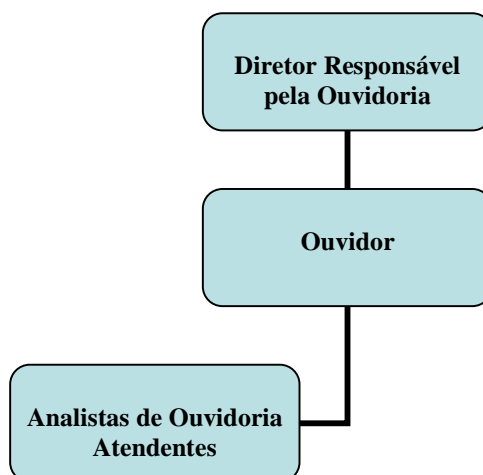 Diretor Responsável
pela Ouvidoria
Ouvidor
Analistas de Ouvidoria
Atendentes